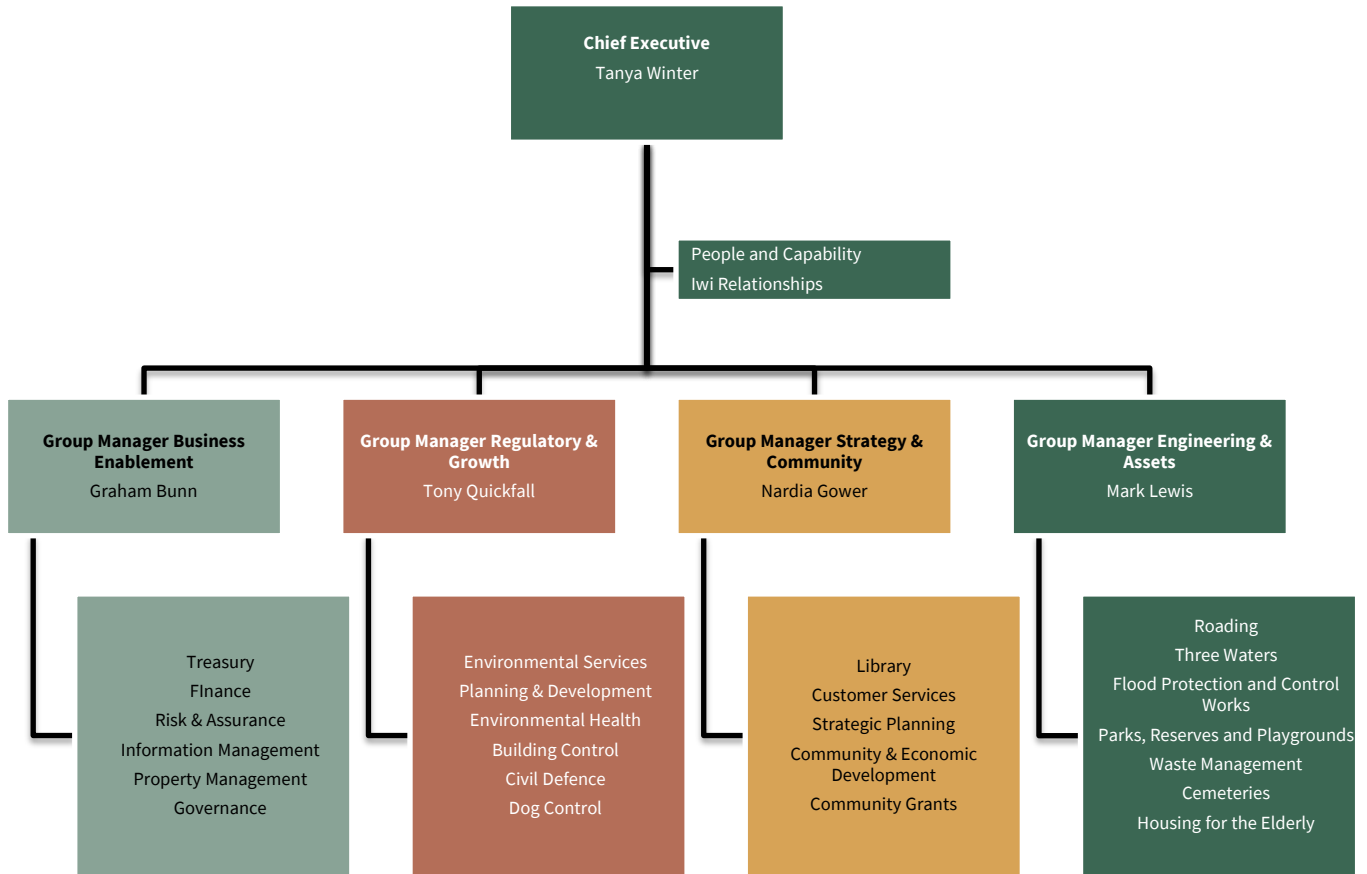 Chief Executive
Tanya Winter
People and Capability
Iwi Relationships
Group Manager Business
Enablement
Graham Bunn
Group Manager Regulatory &
Growth
Tony Quickfall
Group Manager Strategy &
Community
Nardia Gower
Group Manager Engineering &
Assets
Mark Lewis
Treasury
FInance
Risk & Assurance
Information Management
Property Management
Governance
Environmental Services
Planning & Development
Environmental Health
Building Control
Civil Defence
Dog Control
Library
Customer Services
Strategic Planning
Community & Economic
Development
Community Grants
Roading
Three Waters
Flood Protection and Control
Works
Parks, Reserves and Playgrounds
Waste Management
Cemeteries
Housing for the Elderly